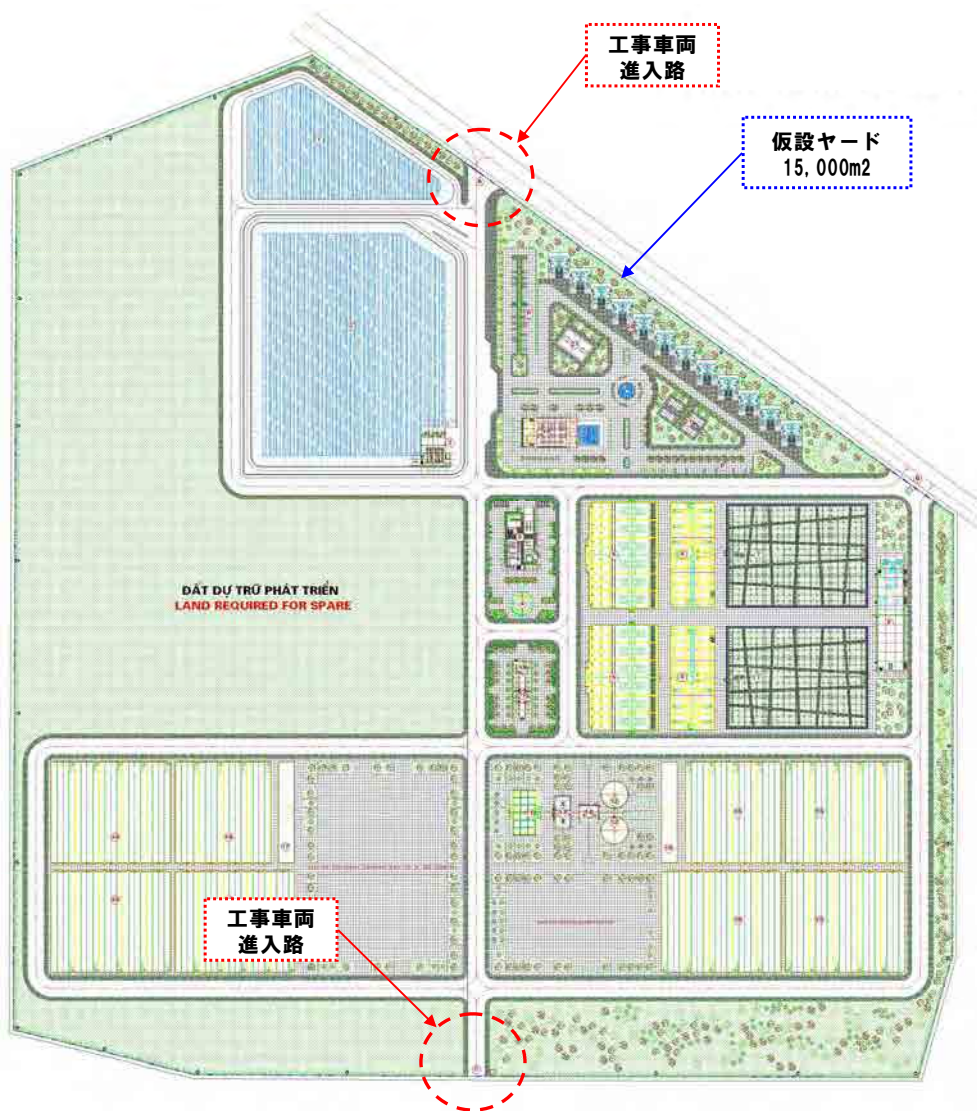 工事車両
進入路
仮設ヤード
15,000m2
ĐẤT DỰ TRỮ PHÁT TRIỂN
LAND REQUIRED FOR SPARE
工事車両
進入路